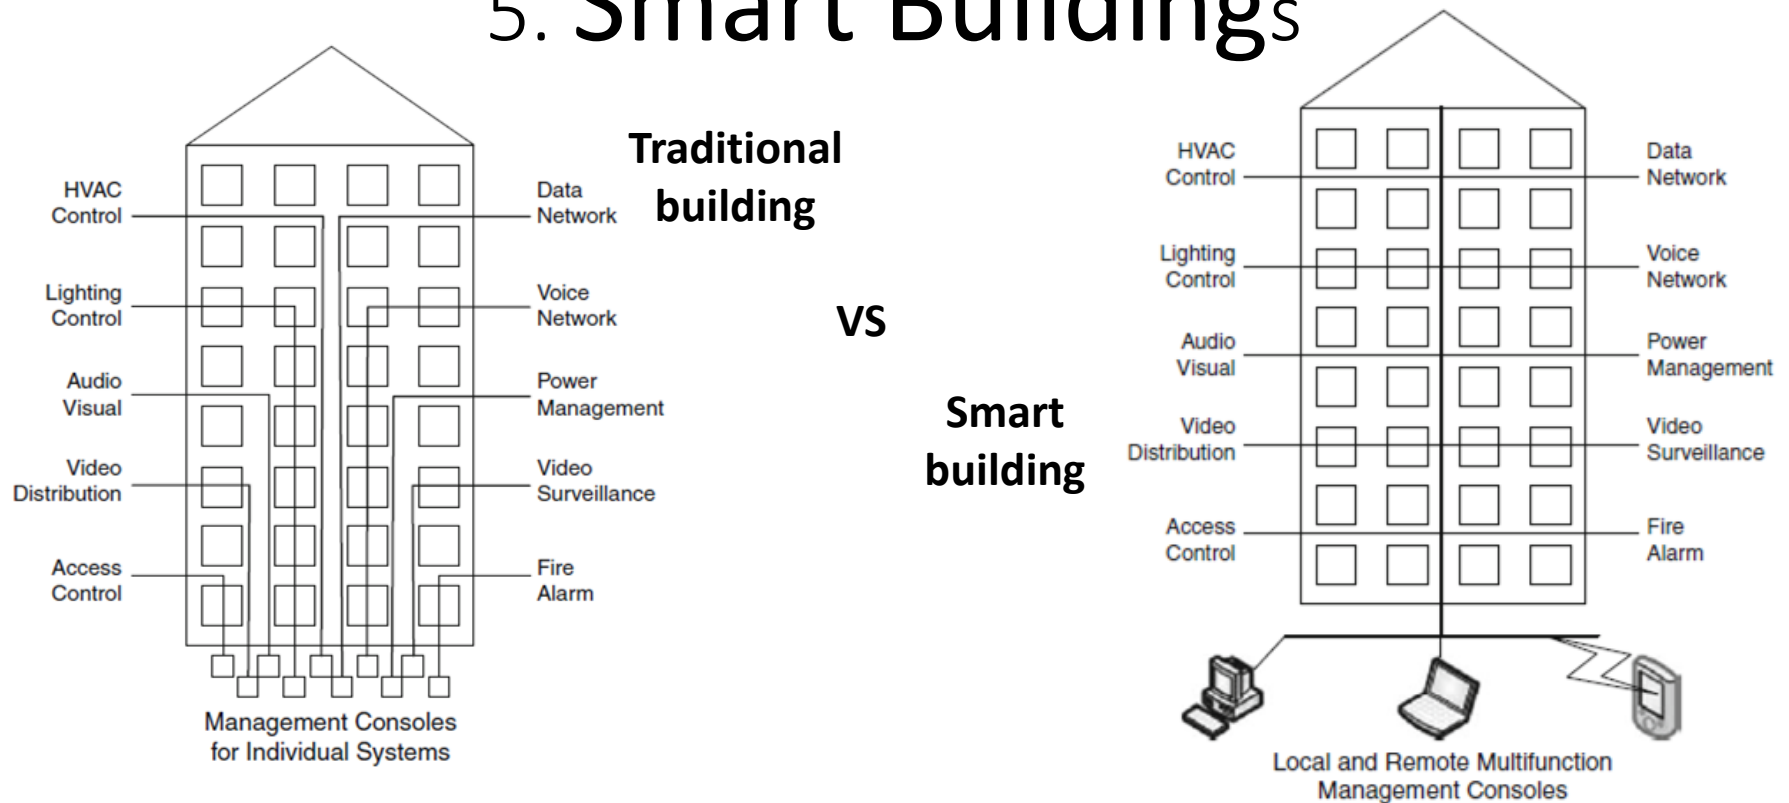 5. Smart Buildings
Traditional
building
VS
Smart
building
HVAC
Control
Lighting
Control
Audio
Visual
Video
Distribution
Access
Control
Data
Network
Voice
Network
Power
Management
Video
Surveillance
Fire
Alarm
Management Consoles
for Individual Systems
HVAC
Control
Lighting
Control
Audio
Visual
Video
Distribution
Access
Control
Data
Network
Voice
Network
Power
Management
Video
Surveillance
Fire
Alarm
Local and Remote Multifunction
Management Consoles